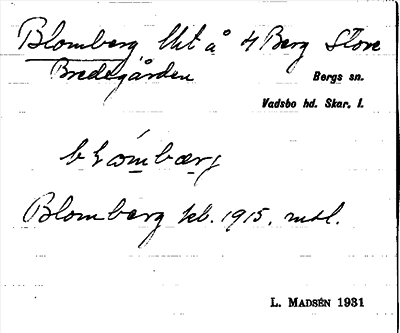 Blomberg, lht å 4 Berg Store
Bredegården
Bergs sn.
Vadsbo hd. Skar. l.
Blomberg kb. 1915. mtl.
L. MADSÉN 1931